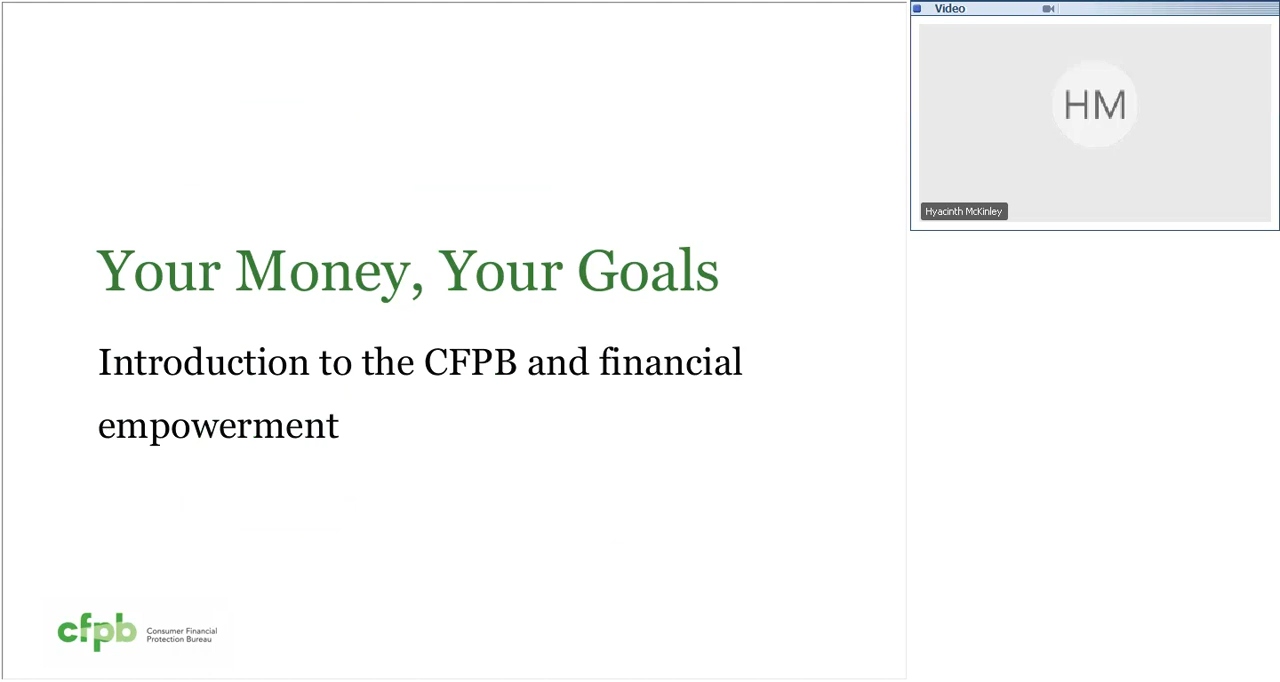 Video
HM
Hyacinth McKinley
Your Money, Your Goals
Introduction to the CFPB and financial
empowerment
cfpb
Consumer Financial
Protection Bureau